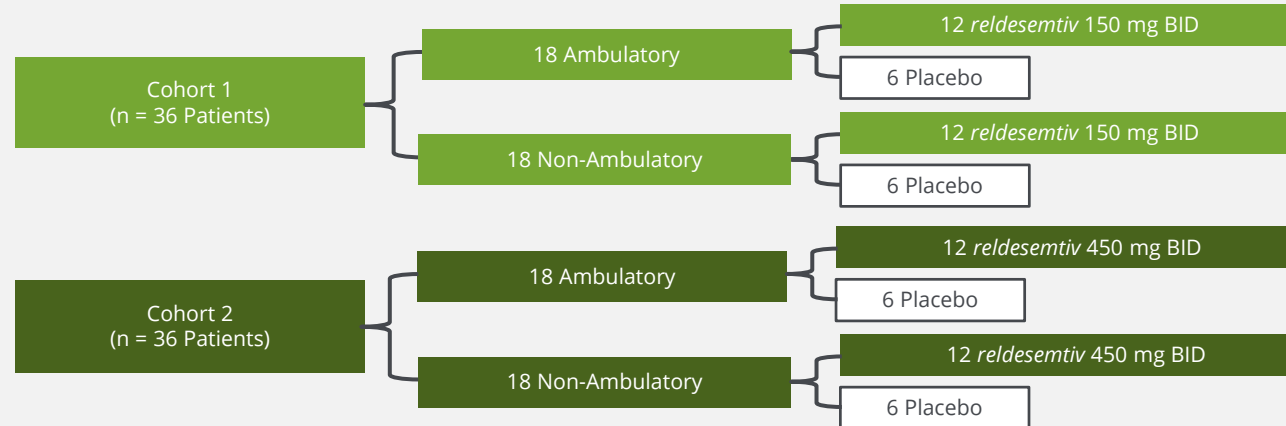 12 reldesemtiv 150 mg BID
18 Ambulatory
6 Placebo
Cohort 1
(n = 36 Patients)
12 reldesemtiv 150 mg BID
18 Non-Ambulatory
6 Placebo
12 reldesemtiv 450 mg BID
18 Ambulatory
6 Placebo
Cohort 2
(n = 36 Patients)
12 reldesemtiv 450 mg BID
18 Non-Ambulatory
6 Placebo